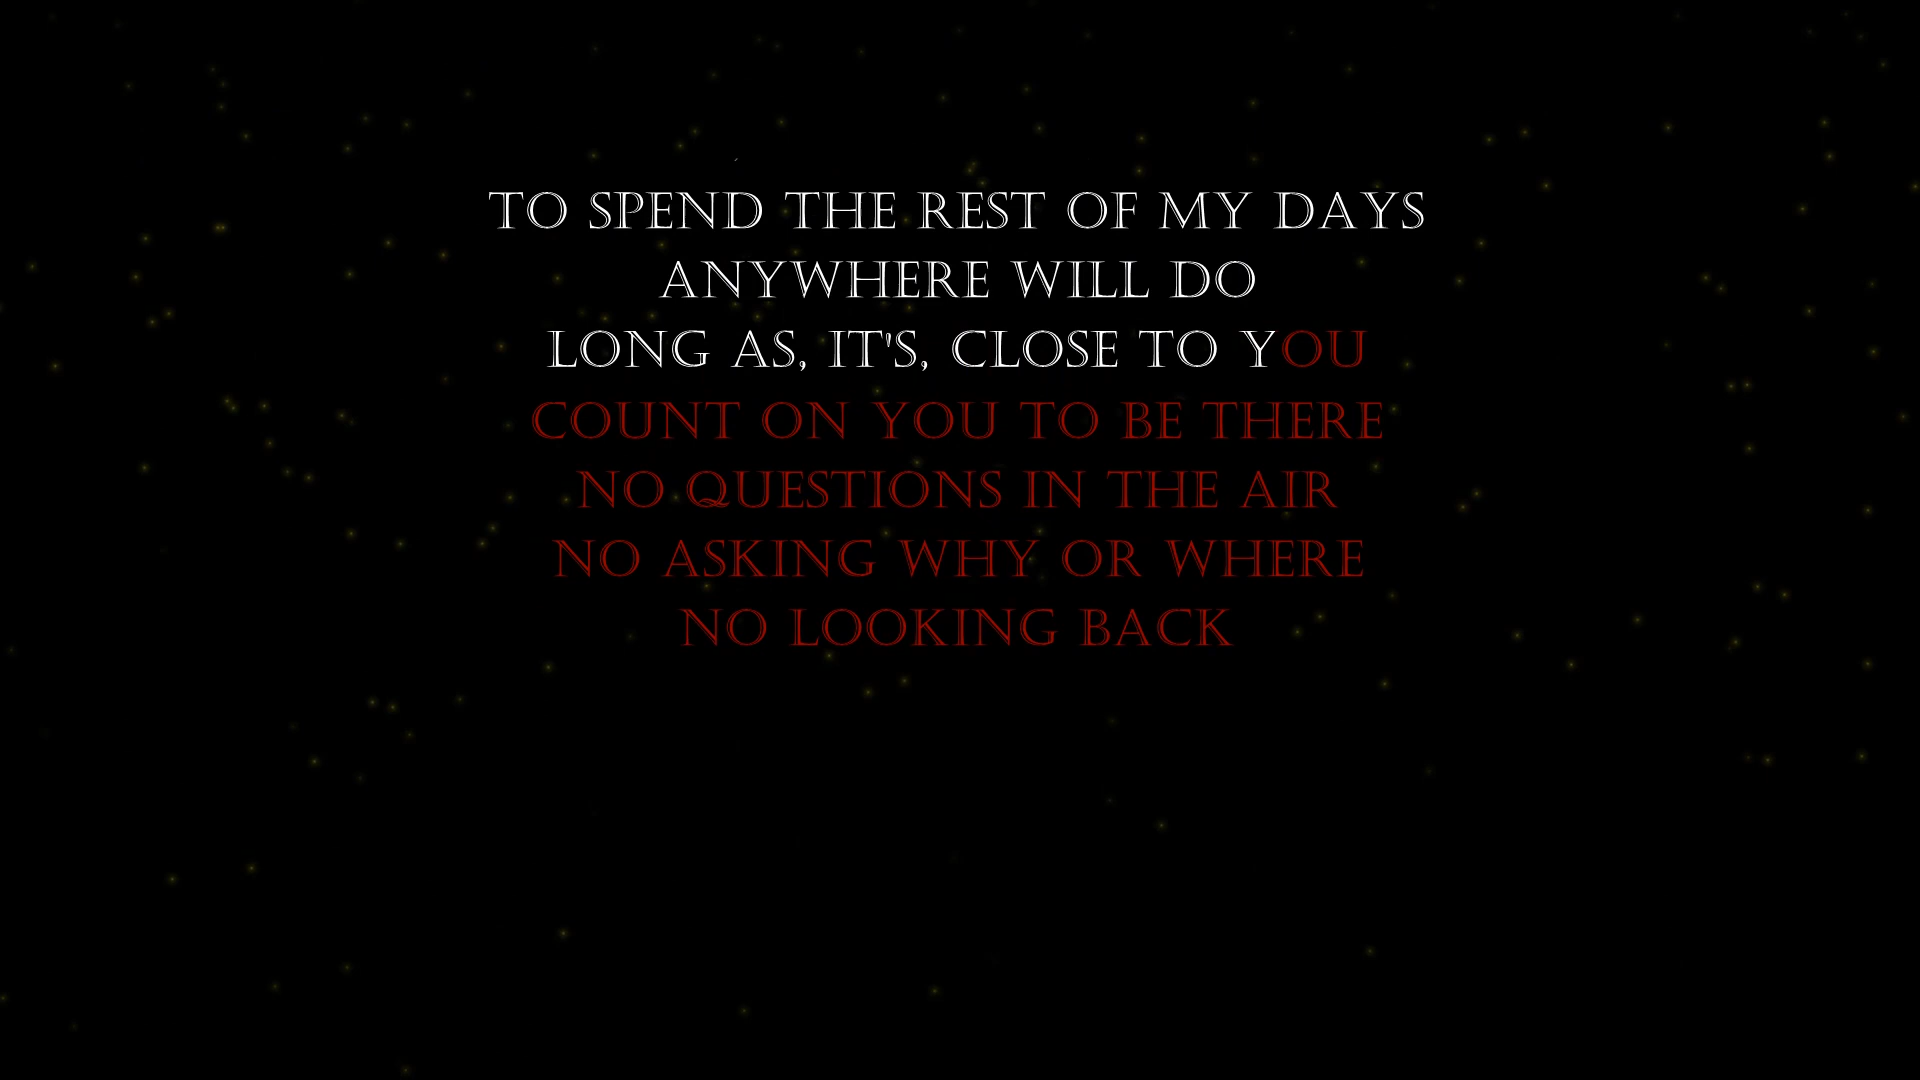 TO SPEND THE REST OF MY DAYS
ANYWHERE WILL DO
LONG AS, IT'S, CLOSE TO YOU
COUNT ON YOU TO BE THERE
NO QUESTIONS IN THE AIR
NO ASKING WHY OR WHERE
NO LOOKING BACK